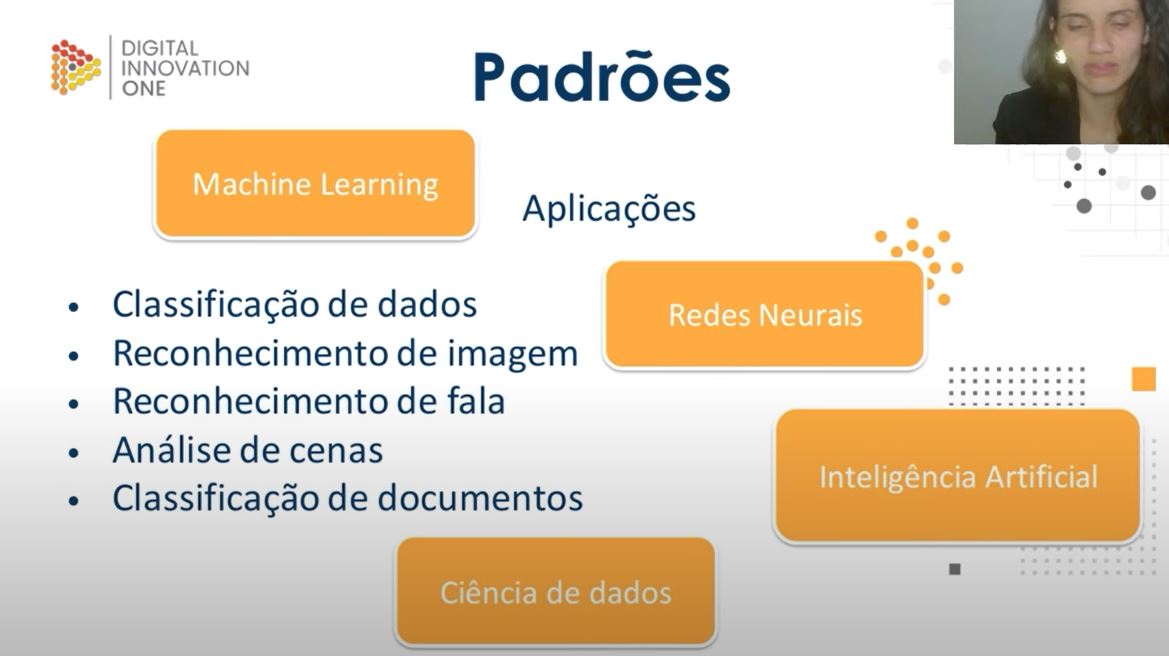 DIGITAL
INNOVATION
ONE
Padrões
Machine Learning
Aplicações
• Classificação de dados
• Reconhecimento de imagem
• Reconhecimento de fala
• Análise de cenas
• Classificação de documentos
Redes Neurais
Inteligência Artificial
Ciência de dados